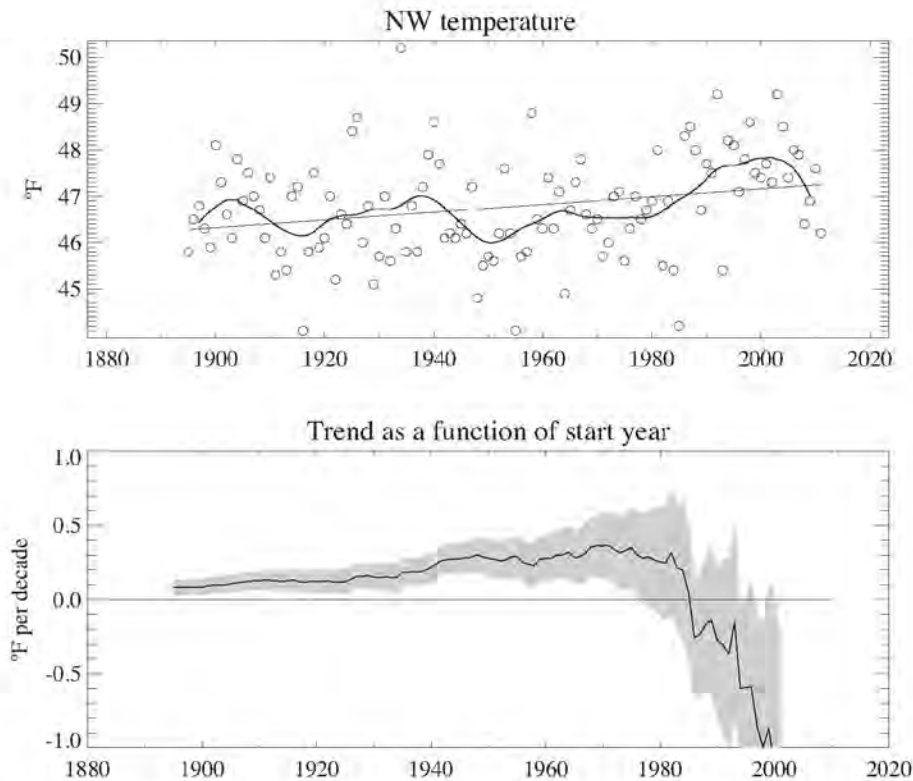 NW temperature
50
49
48
47
46
45
°F
1880 1900 1920 1940 1960 1980 2000 2020
Trend as a function of start year
1.0
0.5
0.0
-0.5
-1.0
°F per decade
1880 1900 1920 1940 1960 1980 2000 2020